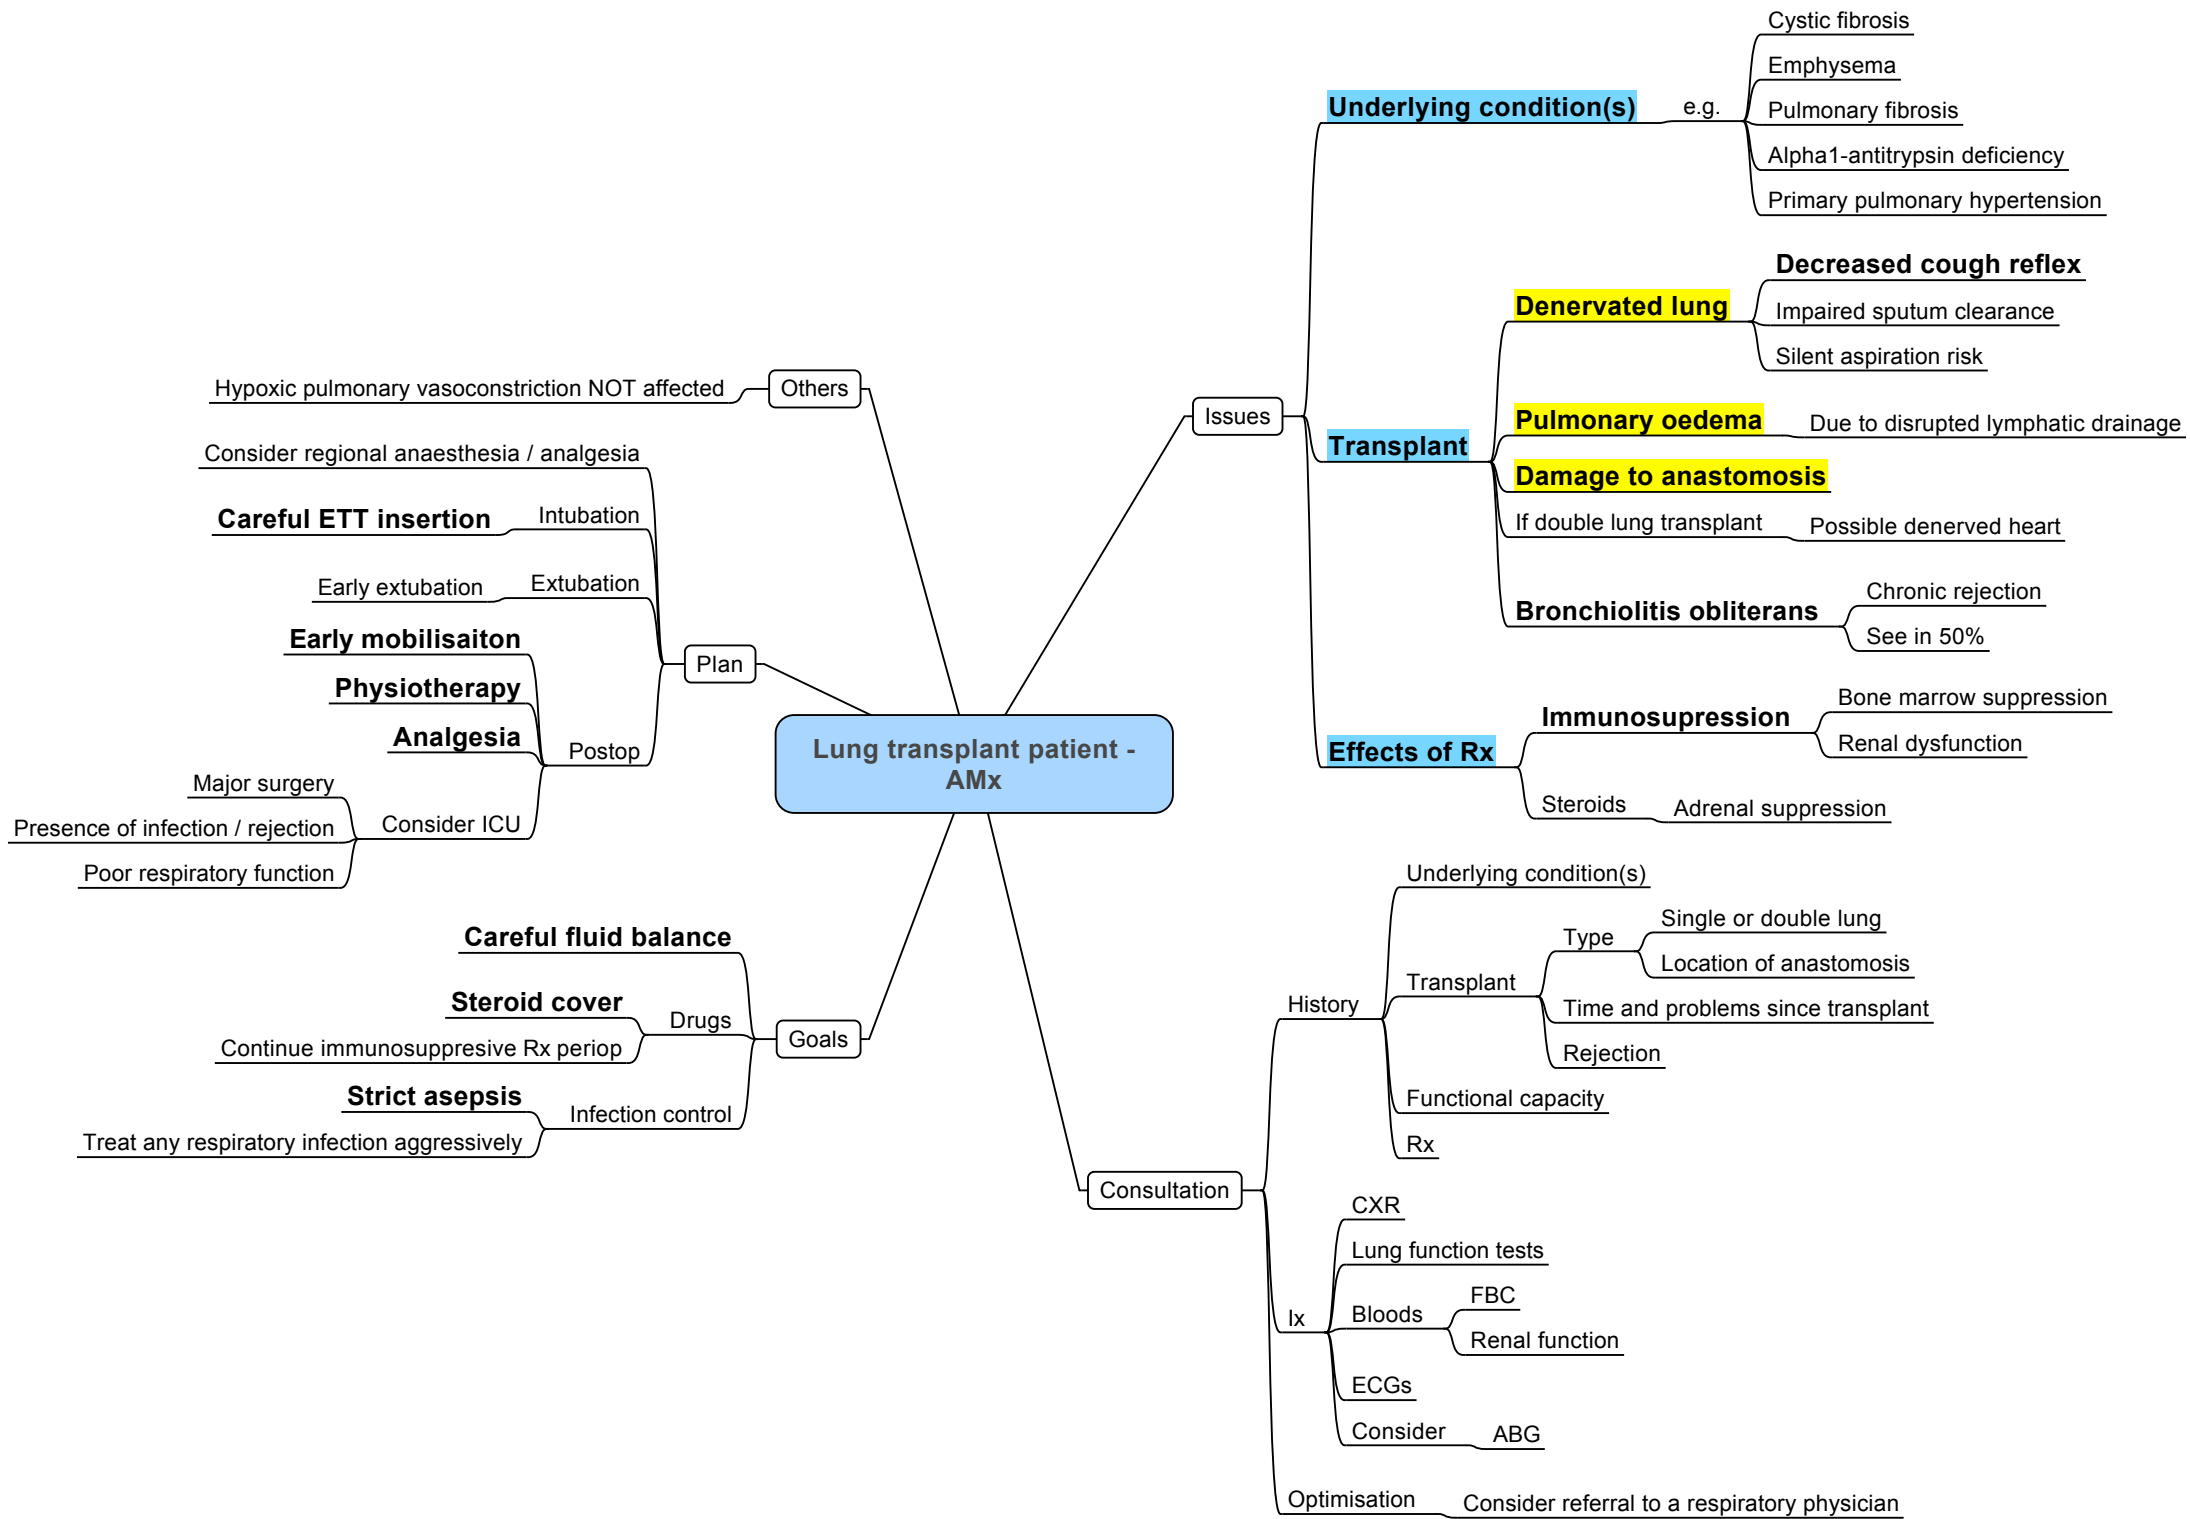 Lung transplant patient -
AMx
Issues
Underlying condition(s)
e.g.
Cystic fibrosis
Emphysema
Pulmonary fibrosis
Alpha1-antitrypsin deficiency
Primary pulmonary hypertension
Transplant
Denervated lung
Decreased cough reflex
Impaired sputum clearance
Silent aspiration risk
Pulmonary oedema
Due to disrupted lymphatic drainage
Damage to anastomosis
If double lung transplant
Possible denerved heart
Bronchiolitis obliterans
Chronic rejection
See in 50%
Effects of Rx
Immunosupression
Bone marrow suppression
Renal dysfunction
Steroids
Adrenal suppression
Consultation
History
Underlying condition(s)
Transplant
Type
Single or double lung
Location of anastomosis
Time and problems since transplant
Rejection
Functional capacity
Rx
Ix
CXR
Lung function tests
Bloods
FBC
Renal function
ECGs
Consider
ABG
Optimisation
Consider referral to a respiratory physician
Others
Hypoxic pulmonary vasoconstriction NOT affected
Plan
Consider regional anaesthesia / analgesia
Intubation
Careful ETT insertion
Extubation
Early extubation
Postop
Early mobilisaiton
Physiotherapy
Analgesia
Consider ICU
Major surgery
Presence of infection / rejection
Poor respiratory function
Goals
Careful fluid balance
Drugs
Steroid cover
Continue immunosuppresive Rx periop
Infection control
Strict asepsis
Treat any respiratory infection aggressively